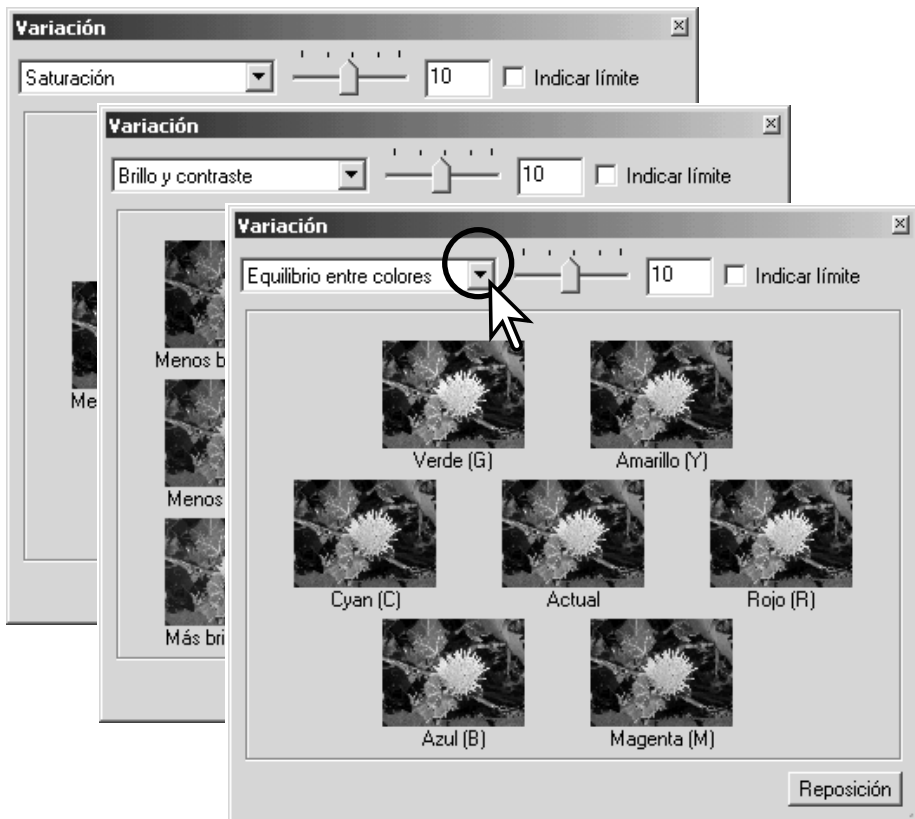 Variación
Saturación 10 Indicar límite
Me
Variación
Brillo y contraste 10 Indicar límite
Menos b
Menos
Más bri
Variación
Equilibrio entre colores 10 Indicar límite
Verde (G) Amarillo (Y)
Cyan (C) Actual Rojo (R)
Azul (B) Magenta (M)
Reposición